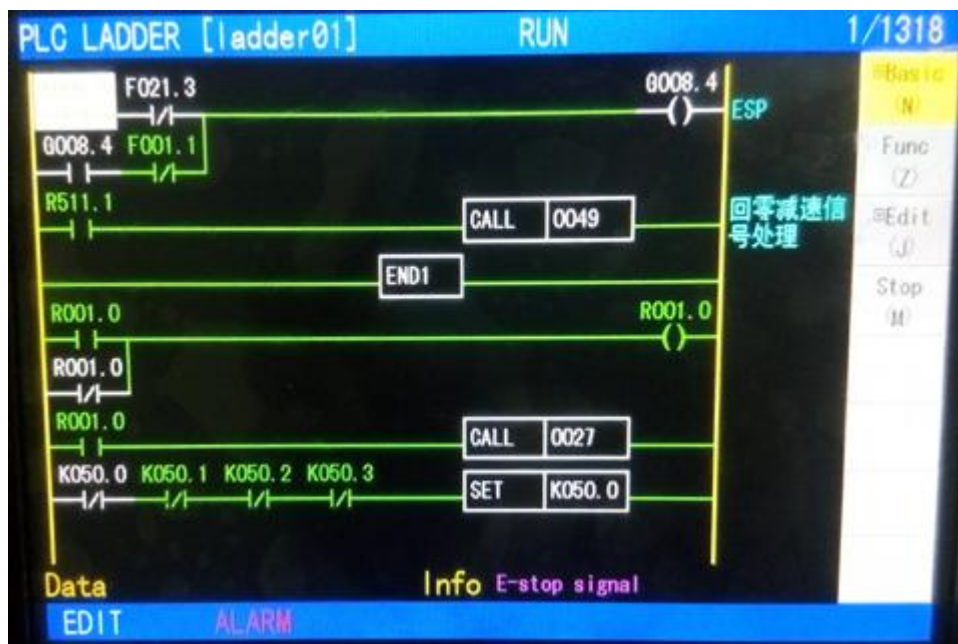 PLC LADDER [ladder01] RUN 1/1318
F021.3 G008.4
ESP
G008.4 F001.1
R511.1
CALL 0049
回零减速信
号处理
END1
R001.0 R001.0
R001.0
R001.0
CALL 0027
K050.0 K050.1 K050.2 K050.3
SET K050.0
Data Info E-stop signal
EDIT ALARM
Basic
(N)
Func
(Z)
Edit
(J)
Stop
(M)